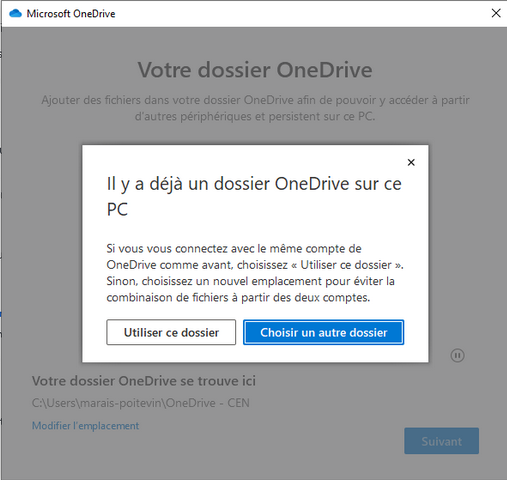 Microsoft OneDrive
Votre dossier OneDrive
Ajouter des fichiers dans votre dossier OneDrive afin de pouvoir y accéder à partir
d'autres périphériques et persistent sur ce PC.
Il y a déjà un dossier OneDrive sur ce
PC
Si vous vous connectez avec le même compte de
OneDrive comme avant, choisissez « Utiliser ce dossier ».
Sinon, choisissez un nouvel emplacement pour éviter la
combinaison de fichiers à partir des deux comptes.
Utiliser ce dossier
Choisir un autre dossier
Votre dossier OneDrive se trouve ici
C:\Users\marais-poitevin\OneDrive - CEN
Modifier l'emplacement
Suivant